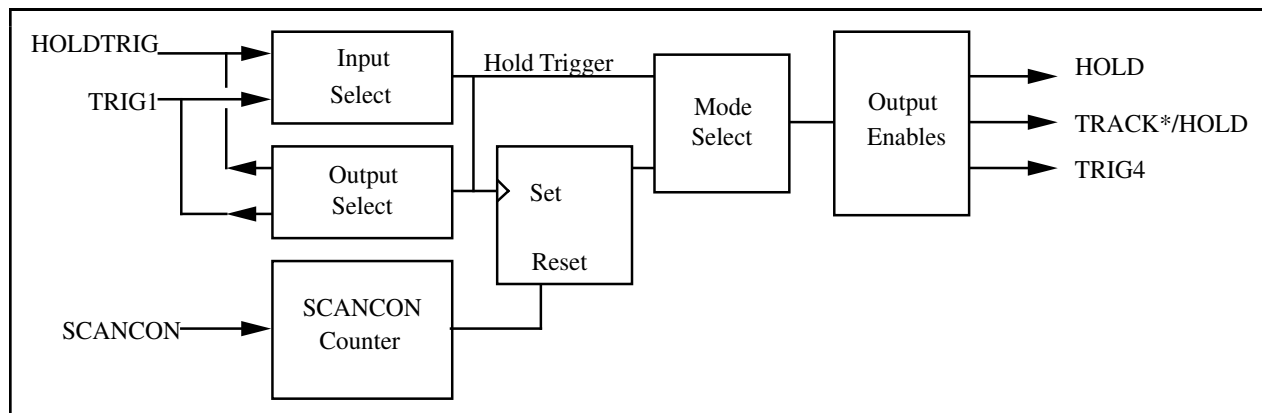 HOLDTRIG
TRIG1
Input
Select
Hold Trigger
Output
Select
Set
Reset
SCANCON
SCANCON
Counter
Mode
Select
Output
Enables
HOLD
TRACK*/HOLD
TRIG4